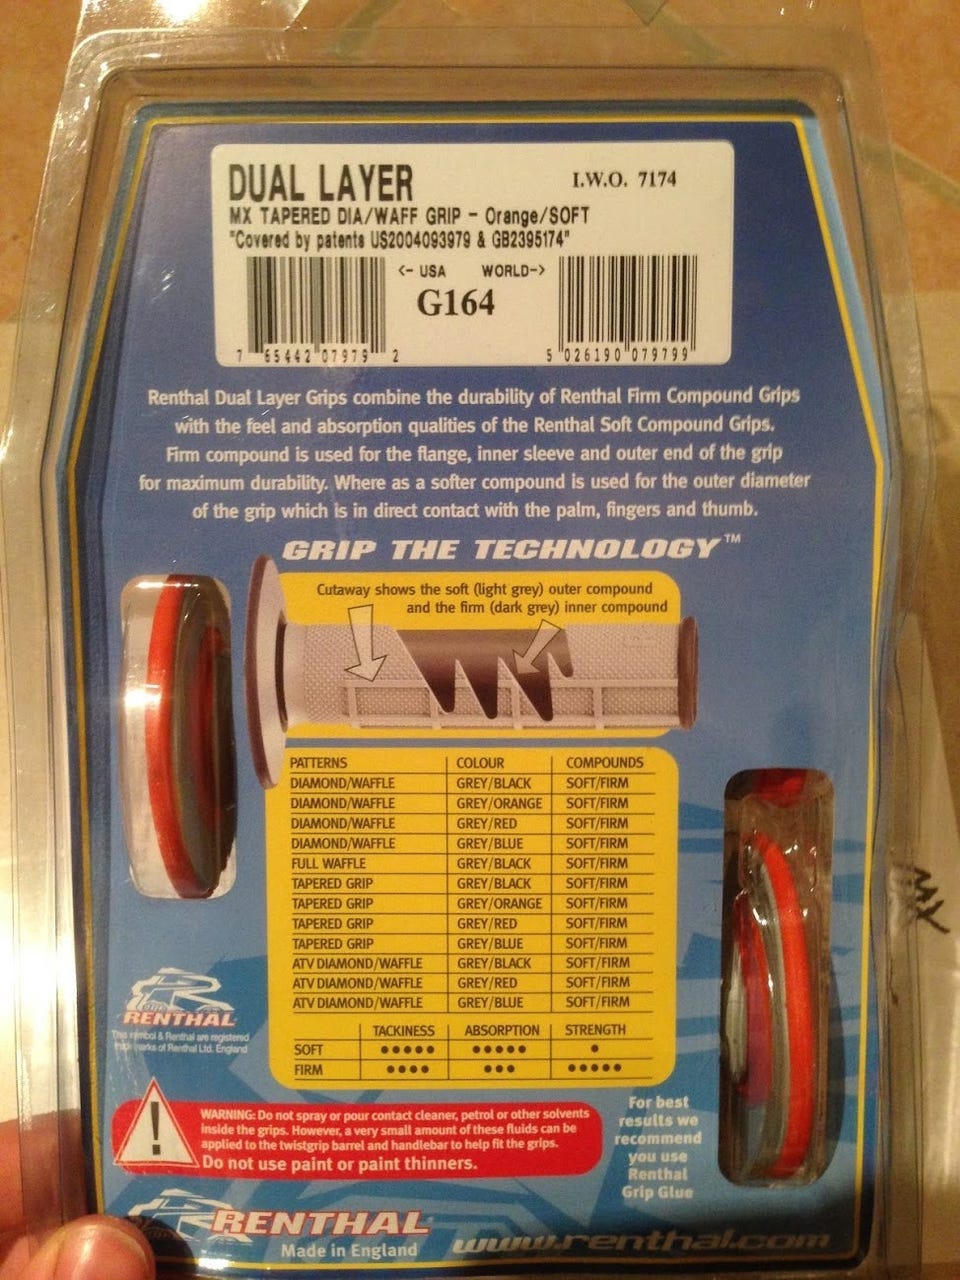 DUAL LAYER
I.W.O. 7174
MX TAPERED DIA/WAFF GRIP - Orange/SOFT
"Covered by patents US2004093979 & GB2395174"
<- USA WORLD->
G164
7 65442 07979 2
5 026190 079799
Renthal Dual Layer Grips combine the durability of Renthal Firm Compound Grips
with the feel and absorption qualities of the Renthal Soft Compound Grips.
Firm compound is used for the flange, inner sleeve and outer end of the grip
for maximum durability. Where as a softer compound is used for the outer diameter
of the grip which is in direct contact with the palm, fingers and thumb.
GRIP THE TECHNOLOGY™
Cutaway shows the soft (light grey) outer compound
and the firm (dark grey) inner compound
PATTERNS COLOUR COMPOUNDS
DIAMOND/WAFFLE GREY/BLACK SOFT/FIRM
DIAMOND/WAFFLE GREY/ORANGE SOFT/FIRM
DIAMOND/WAFFLE GREY/RED SOFT/FIRM
DIAMOND/WAFFLE GREY/BLUE SOFT/FIRM
FULL WAFFLE GREY/BLACK SOFT/FIRM
TAPERED GRIP GREY/BLACK SOFT/FIRM
TAPERED GRIP GREY/ORANGE SOFT/FIRM
TAPERED GRIP GREY/RED SOFT/FIRM
TAPERED GRIP GREY/BLUE SOFT/FIRM
ATV DIAMOND/WAFFLE GREY/BLACK SOFT/FIRM
ATV DIAMOND/WAFFLE GREY/RED SOFT/FIRM
ATV DIAMOND/WAFFLE GREY/BLUE SOFT/FIRM
TACKINESS ABSORPTION STRENGTH
SOFT ••••• ••••• •
FIRM •••• ••• •••••
RENTHAL
This symbol & Renthal are registered
trade marks of Renthal Ltd. England
WARNING: Do not spray or pour contact cleaner, petrol or other solvents
inside the grips. However, a very small amount of these fluids can be
applied to the twistgrip barrel and handlebar to help fit the grips.
Do not use paint or paint thinners.
For best
results we
recommend
you use
Renthal
Grip Glue
RENTHAL
Made in England
www.renthal.com